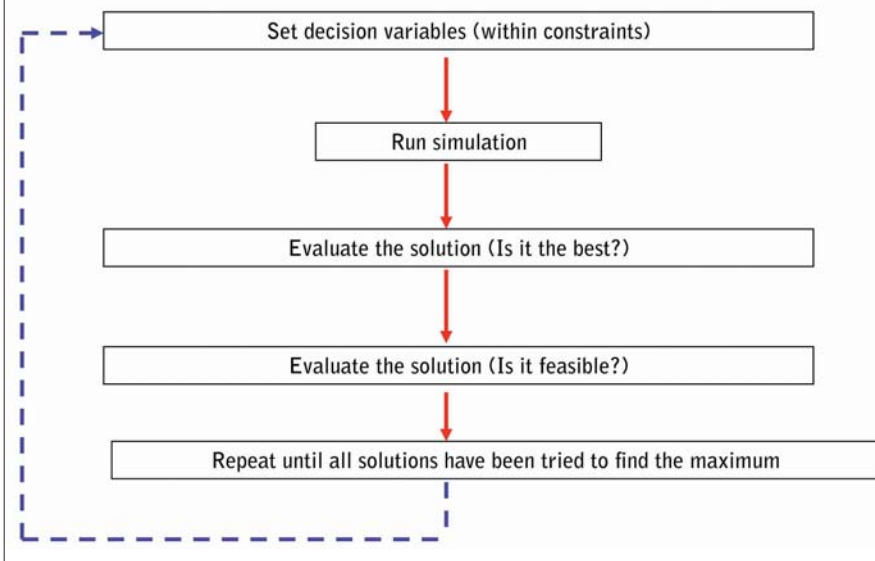 Set decision variables (within constraints)
Run simulation
Evaluate the solution (Is it the best?)
Evaluate the solution (Is it feasible?)
Repeat until all solutions have been tried to find the maximum